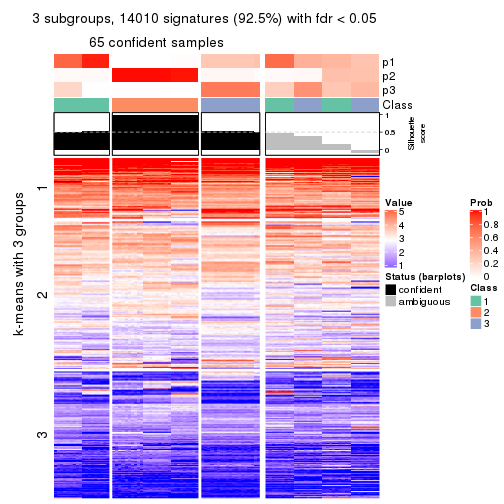 3 subgroups, 14010 signatures (92.5%) with fdr < 0.05
65 confident samples
p1
p2
p3
Class
1
0.5
0
Silhouette
score
k-means with 3 groups
1
2
3
Value
5
4
3
2
1
Status (barplots)
confident
ambiguous
Prob
1
0.8
0.6
0.4
0.2
0
Class
1
2
3